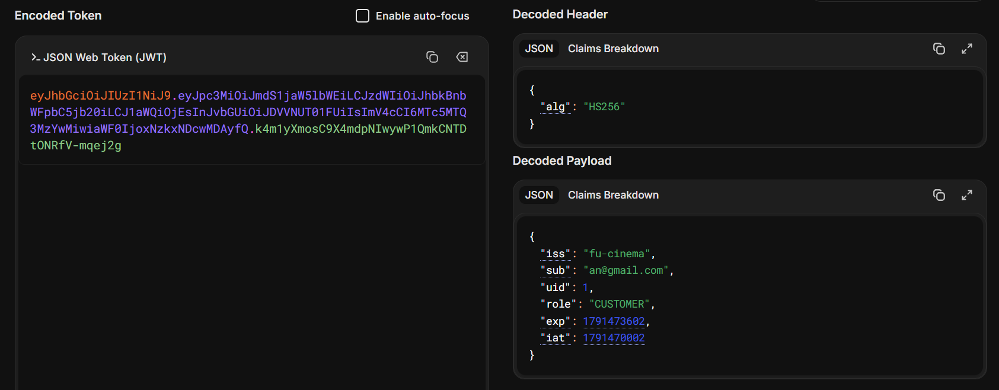 Encoded Token
Enable auto-focus
JSON Web Token (JWT)
eyJhbGciOiJIUzI1NiJ9.eyJpc3MiOiJmdS1jaW5lbWEiLCJzdWIiOiJhbkBnb
WFpbC5jb20iLCJ1aWQiOjEsInJvbGUiOiJDVVNUT01FUiIsImV4cCI6MTc5MTQ
3MzYwMiwiaWF0IjoxNzkxNDcwMDAyfQ.k4m1yXmosC9X4mdpNIwywP1QmkCNTD
tONRfV-mqej2g
Decoded Header
JSON Claims Breakdown
{
"alg": "HS256"
}
Decoded Payload
JSON Claims Breakdown
{
"iss": "fu-cinema",
"sub": "an@gmail.com",
"uid": 1,
"role": "CUSTOMER",
"exp": 1791473602,
"iat": 1791470002
}